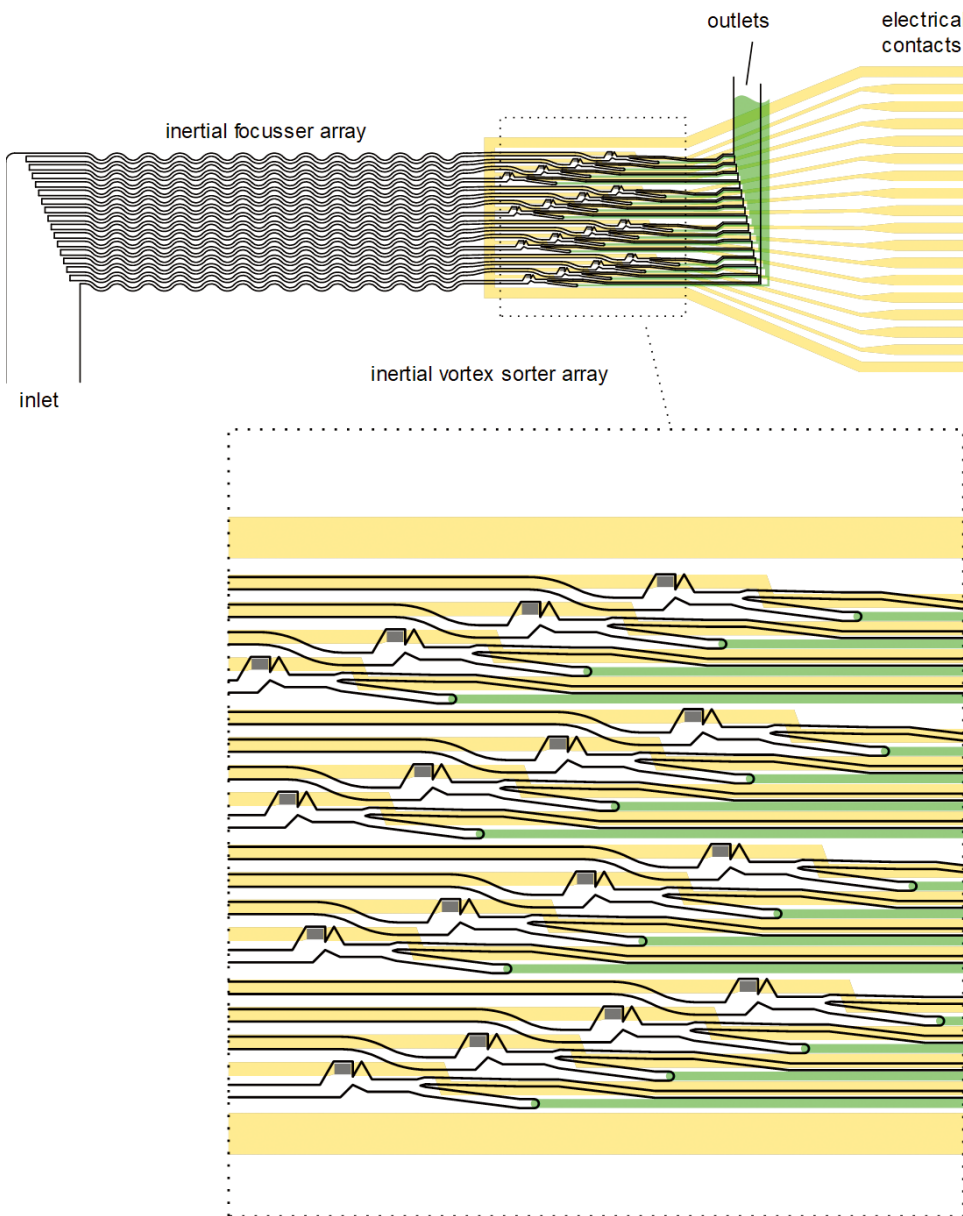 outlets
electrica
contacts
inertial focusser array
inertial vortex sorter array
inlet